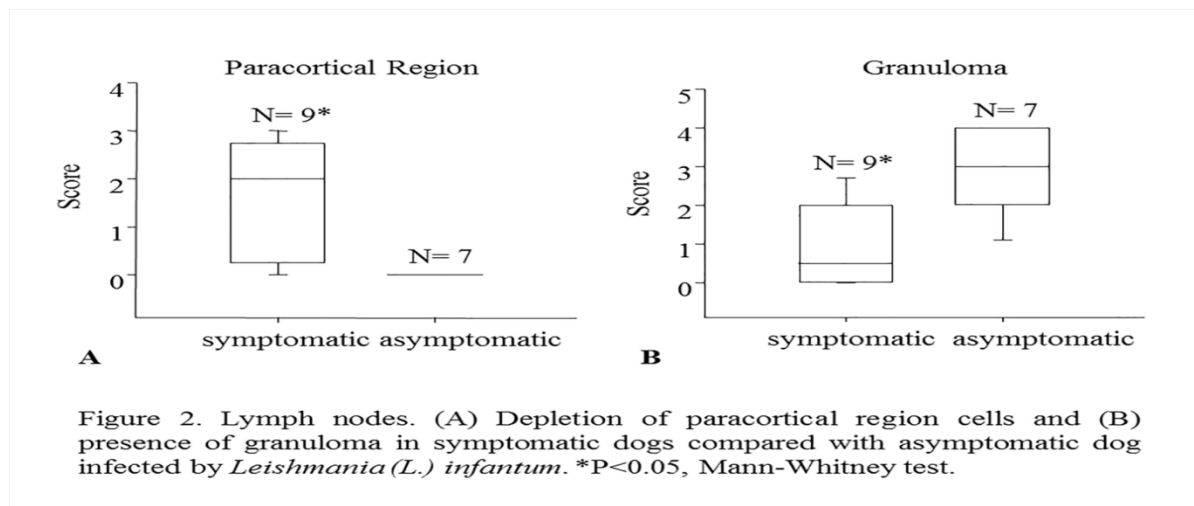 Paracortical Region
4
3
2
1
0
Score
N= 9*
N= 7
symptomatic asymptomatic
A
Granuloma
5
4
3
2
1
0
Score
N= 9*
N= 7
symptomatic asymptomatic
B
Figure 2. Lymph nodes. (A) Depletion of paracortical region cells and (B)
presence of granuloma in symptomatic dogs compared with asymptomatic dog
infected by Leishmania (L.) infantum. *P<0.05, Mann-Whitney test.